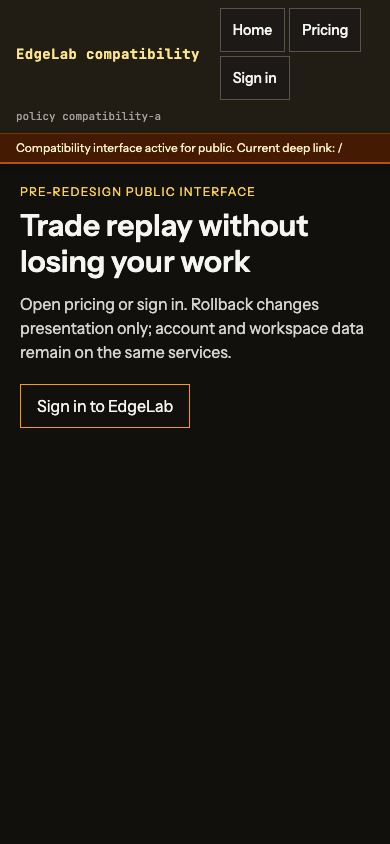 EdgeLab compatibility
Home
Pricing
Sign in
policy compatibility-a
Compatibility interface active for public. Current deep link: /
PRE-REDESIGN PUBLIC INTERFACE
Trade replay without
losing your work
Open pricing or sign in. Rollback changes
presentation only; account and workspace data
remain on the same services.
Sign in to EdgeLab